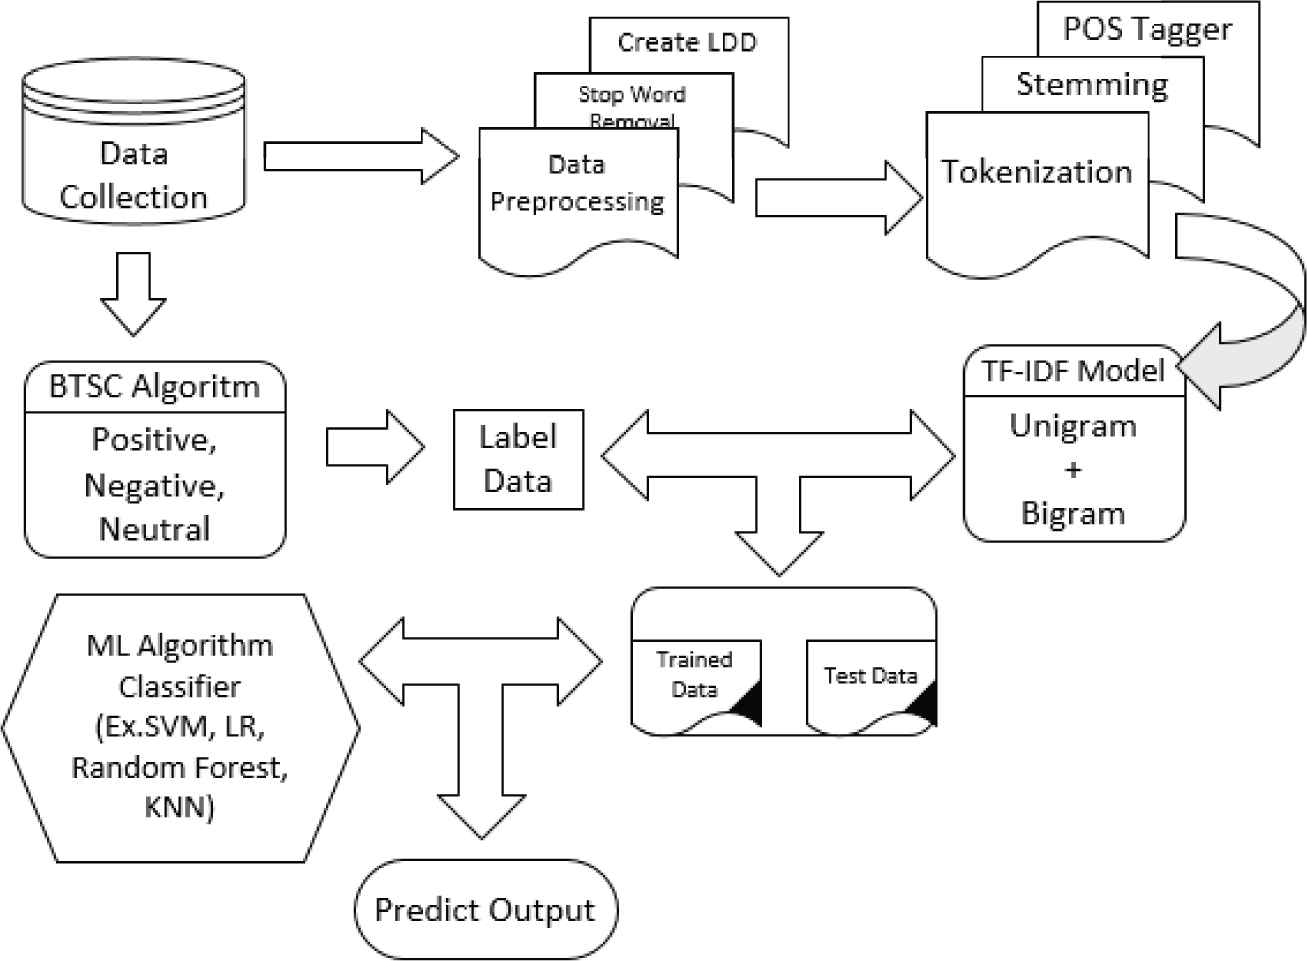 Create LDD
Stop Word
Removal
Data
Preprocessing
POS Tagger
Stemming
Tokenization
Data
Collection
BTSC Algoritm
Positive,
Negative,
Neutral
Label
Data
TF-IDF Model
Unigram
+
Bigram
ML Algorithm
Classifier
(Ex.SVM, LR,
Random Forest,
KNN)
Trained
Data
Test Data
Predict Output